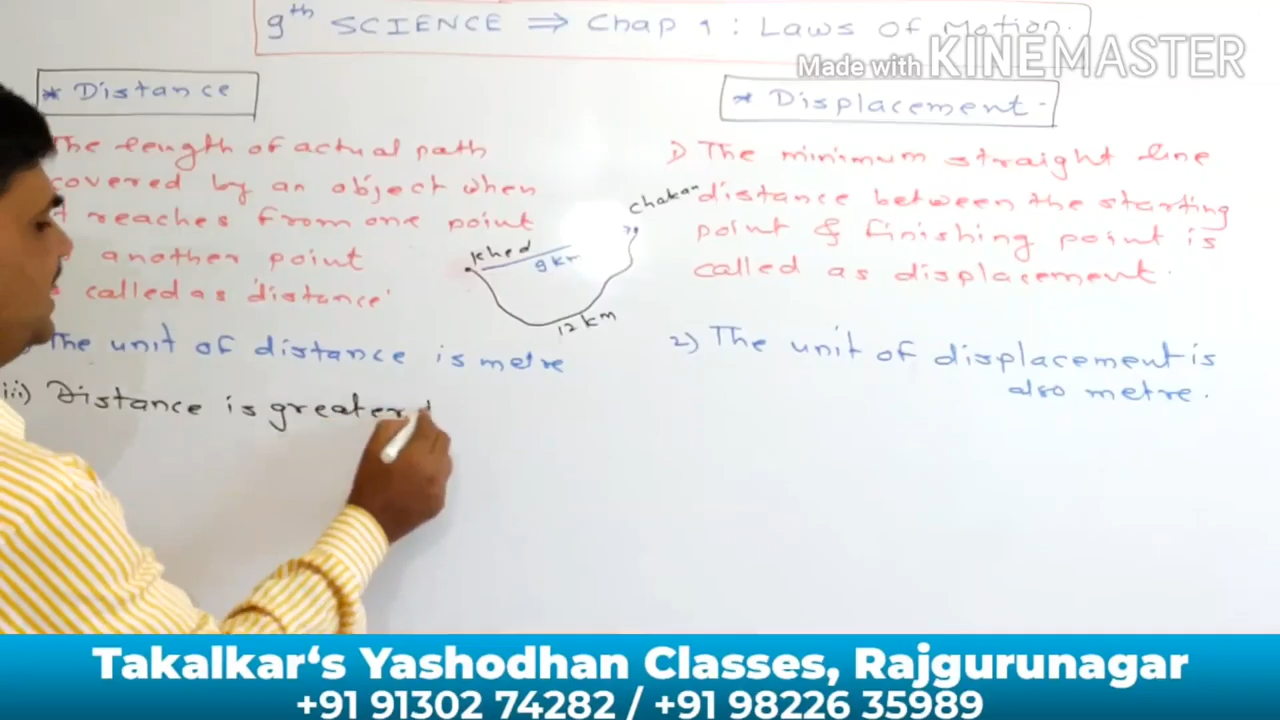 9th SCIENCE ⇒ Chap 1 : Laws of Motion.
Made with KINEMASTER
* Distance
The length of actual path
covered by an object when
reaches from one point
another point
called as 'distance'
The unit of distance is metre
iii) Distance is greater
Khed
9 km
12 km
chakan
* Displacement.
1) The minimum straight line
distance between the starting
point & finishing point is
called as displacement.
2) The unit of displacement is
also metre.
Takalkar‘s Yashodhan Classes, Rajgurunagar
+91 91302 74282 / +91 98226 35989